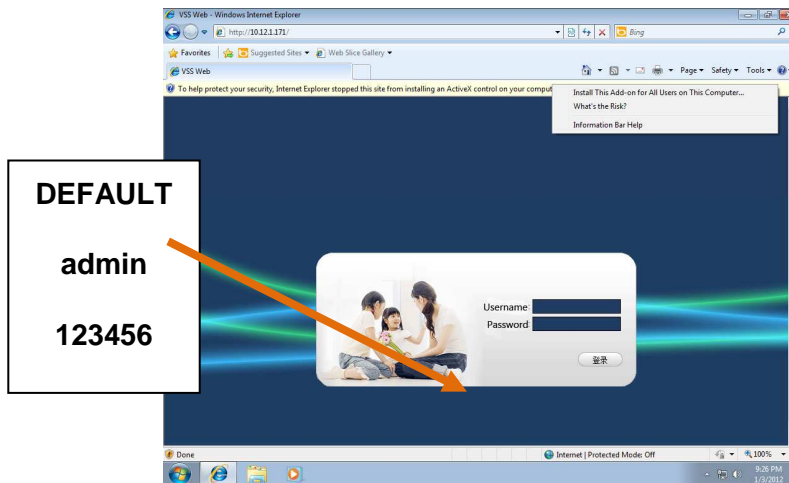 VSS Web - Windows Internet Explorer
http://10.12.1.171/
Bing
Favorites
Suggested Sites
Web Slice Gallery
VSS Web
Page
Safety
Tools
To help protect your security, Internet Explorer stopped this site from installing an ActiveX control on your comput
Install This Add-on for All Users on This Computer...
What's the Risk?
Information Bar Help
DEFAULT
admin
123456
Username:
Password
登录
Done
Internet | Protected Mode: Off
100%
9:26 PM
1/3/2012